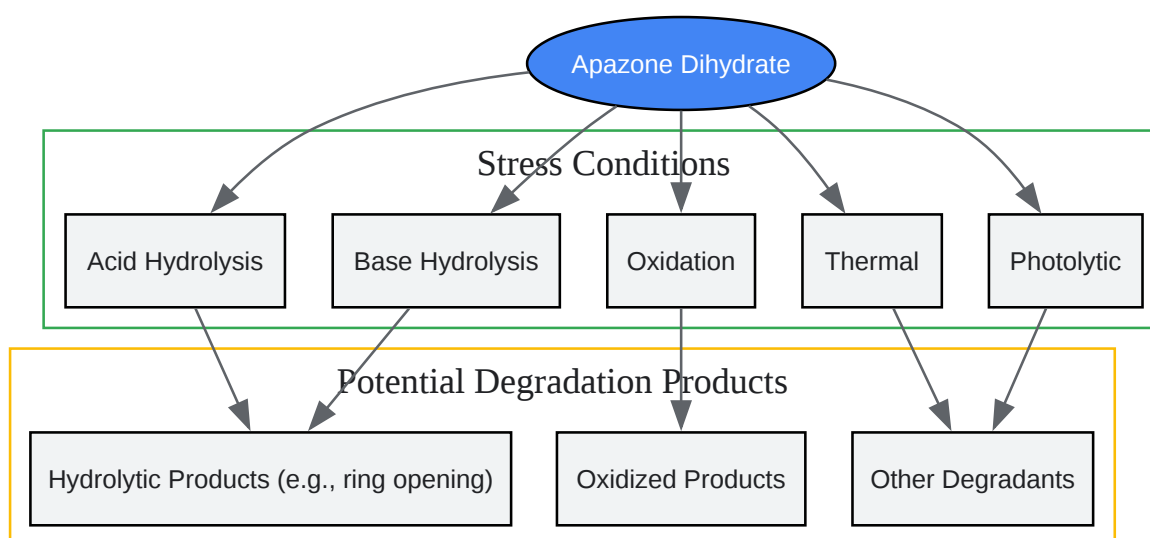 Apazone Dihydrate
Stress Conditions
Acid Hydrolysis
Base Hydrolysis
Oxidation
Thermal
Photolytic
Potential Degradation Products
Hydrolytic Products (e.g., ring opening)
Oxidized Products
Other Degradants